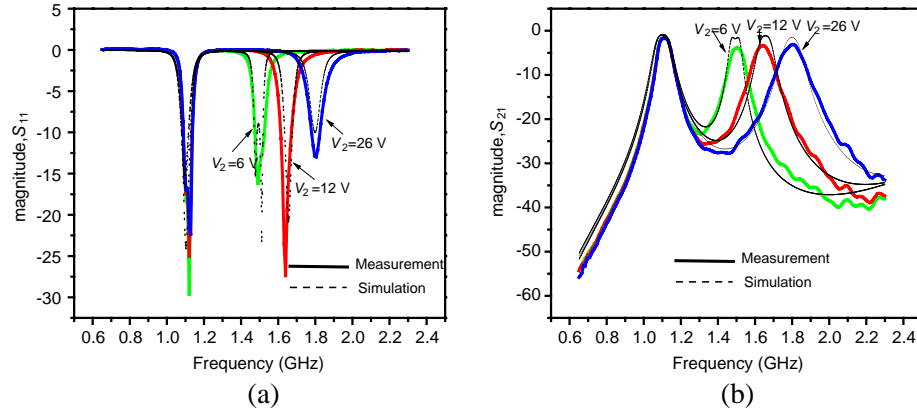 5
0
-5
-10
-15
-20
-25
-30
magnitude,S11
V2=6 V
V2=12 V
V2=26 V
Measurement
Simulation
0.6 0.8 1.0 1.2 1.4 1.6 1.8 2.0 2.2 2.4
Frequency (GHz)
(a)
0
-10
-20
-30
-40
-50
-60
magnitude, S21
V2=6 V
V2=12 V
V2=26 V
Measurement
Simulation
0.6 0.8 1.0 1.2 1.4 1.6 1.8 2.0 2.2 2.4
Frequency (GHz)
(b)